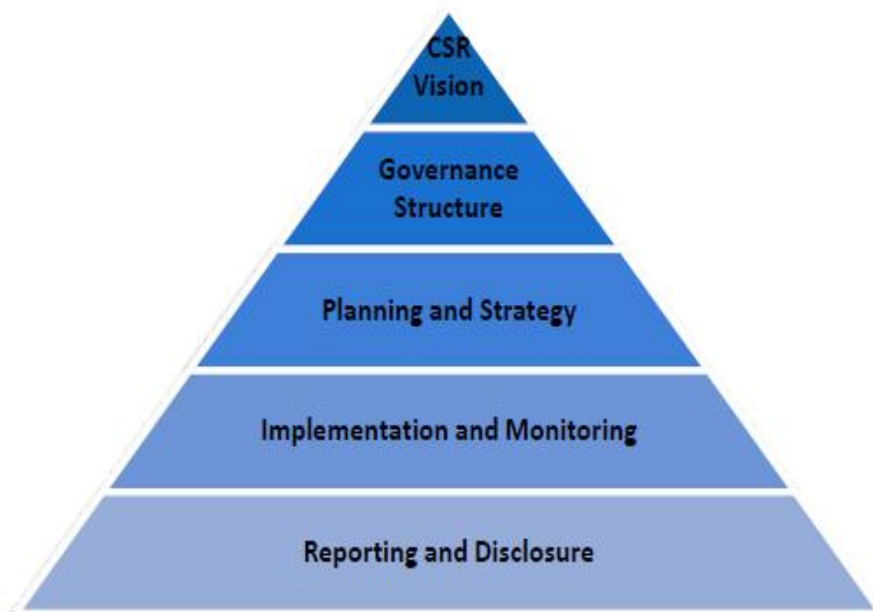 CSR
Vision
Governance
Structure
Planning and Strategy
Implementation and Monitoring
Reporting and Disclosure